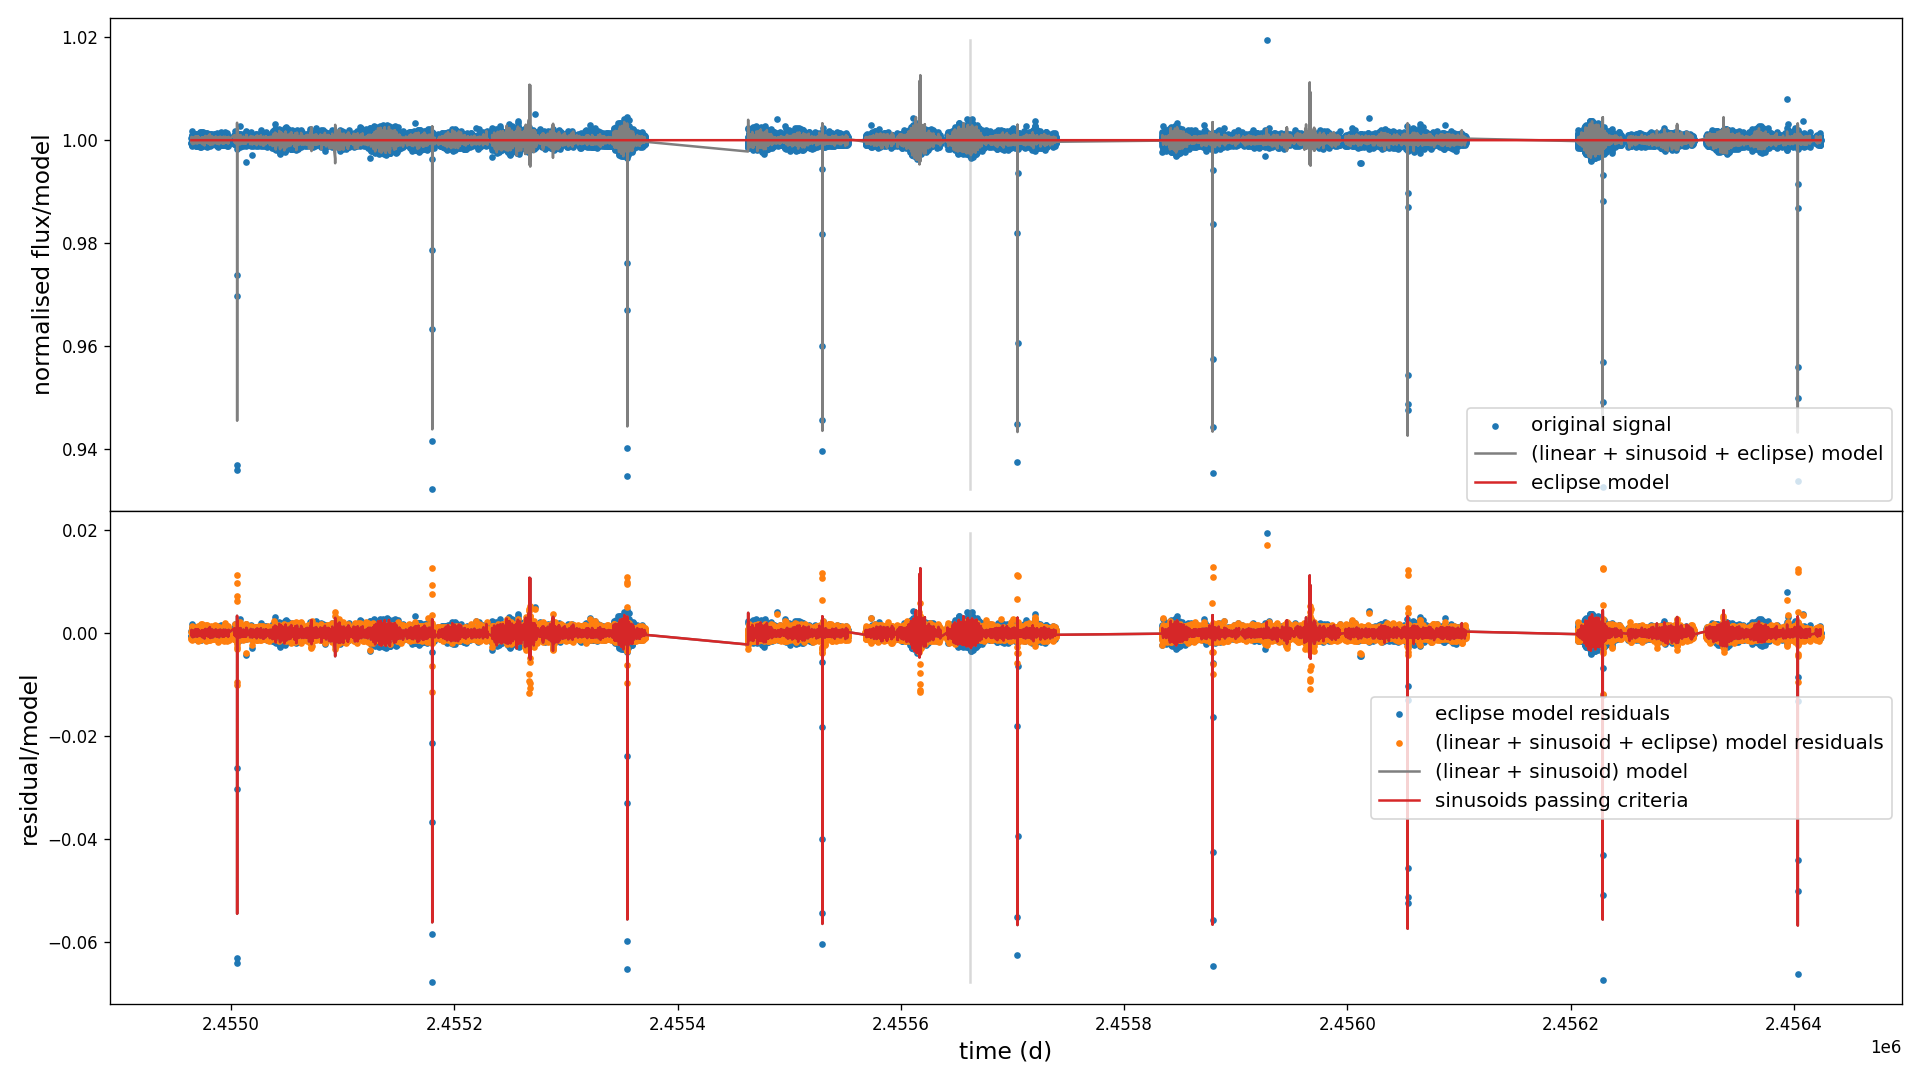 1.02
1.00
0.98
0.96
0.94
normalised flux/model
original signal
(linear + sinusoid + eclipse) model
eclipse model
0.02
0.00
−0.02
−0.04
−0.06
residual/model
eclipse model residuals
(linear + sinusoid + eclipse) model residuals
(linear + sinusoid) model
sinusoids passing criteria
2.4550 2.4552 2.4554 2.4556 2.4558 2.4560 2.4562 2.4564
time (d)
1e6